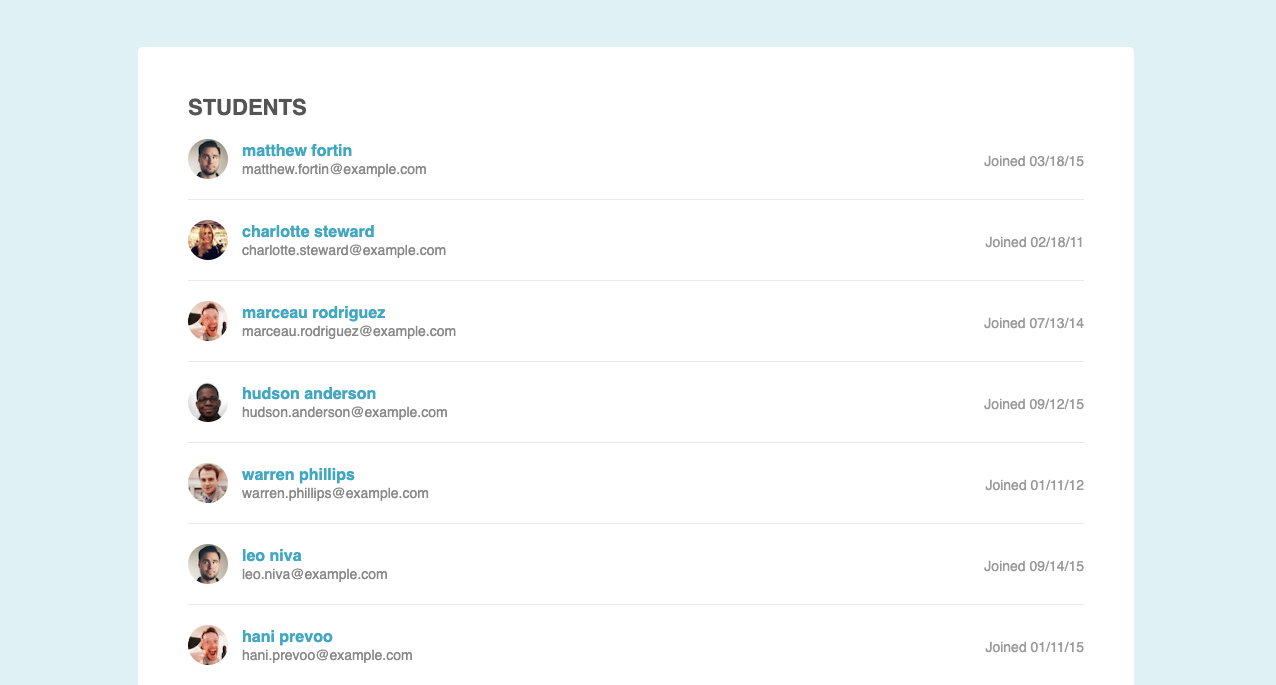 STUDENTS
matthew fortin
matthew.fortin@example.com
Joined 03/18/15
charlotte steward
charlotte.steward@example.com
Joined 02/18/11
marceau rodriguez
marceau.rodriguez@example.com
Joined 07/13/14
hudson anderson
hudson.anderson@example.com
Joined 09/12/15
warren phillips
warren.phillips@example.com
Joined 01/11/12
leo niva
leo.niva@example.com
Joined 09/14/15
hani prevoo
hani.prevoo@example.com
Joined 01/11/15